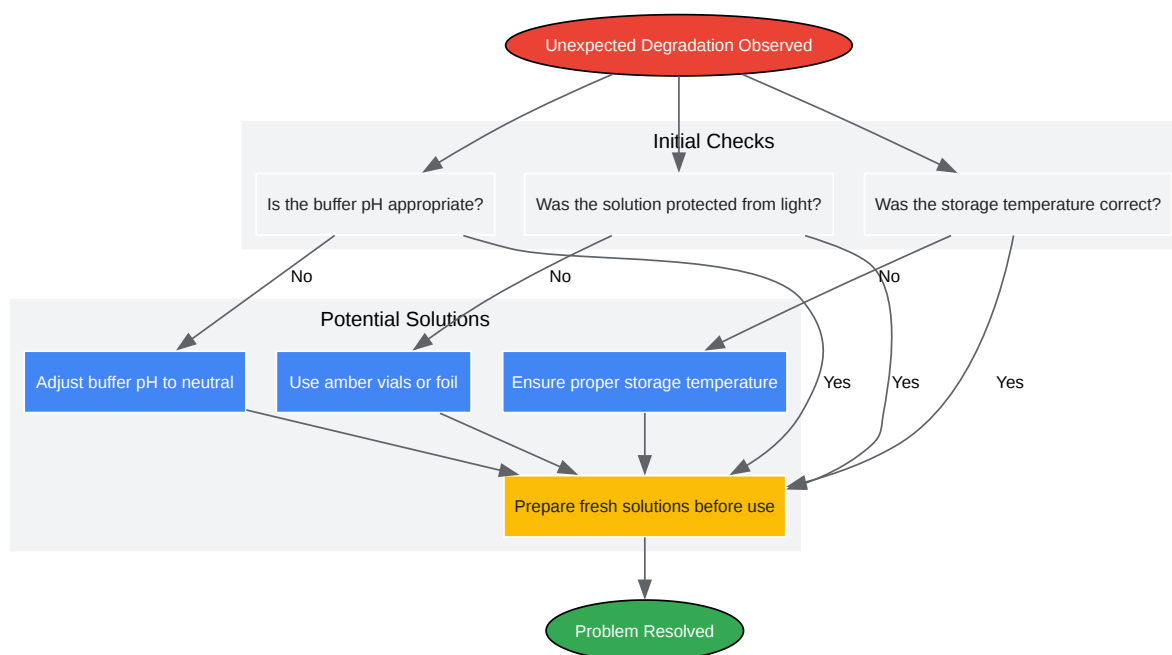 Unexpected Degradation Observed
Initial Checks
Is the buffer pH appropriate?
Was the solution protected from light?
Was the storage temperature correct?
No
No
No
Potential Solutions
Adjust buffer pH to neutral
Use amber vials or foil
Ensure proper storage temperature
Yes
Yes
Yes
Prepare fresh solutions before use
Problem Resolved